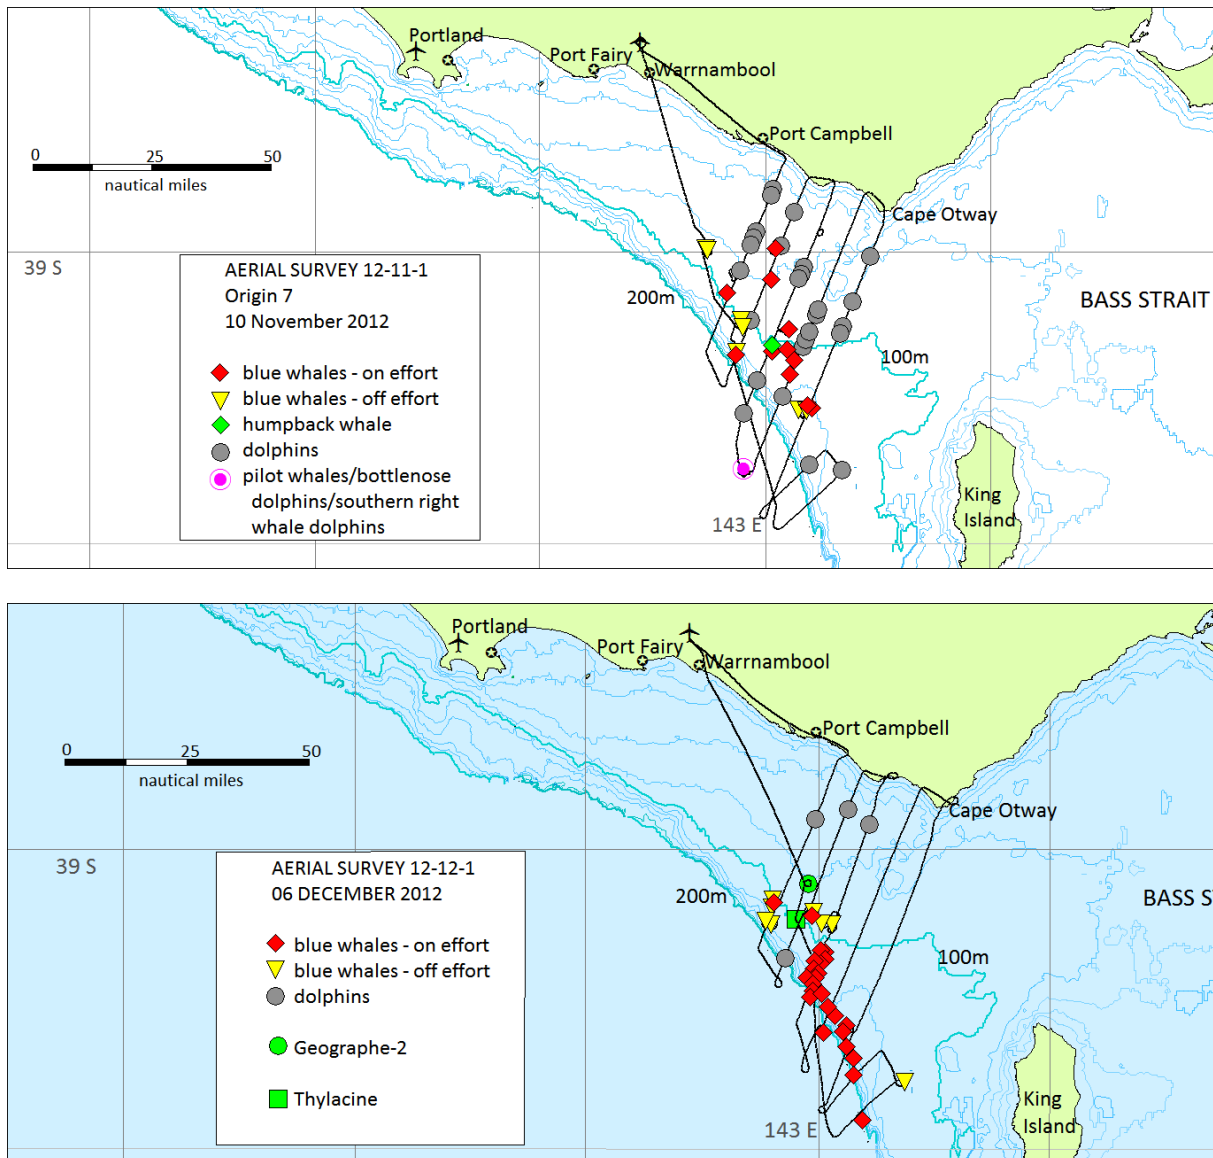 Portland
Port Fairy
Warrnambool
Port Campbell
Cape Otway
0 25 50
nautical miles
39 S
200m
BASS STRAIT
100m
AERIAL SURVEY 12-11-1
Origin 7
10 November 2012
blue whales - on effort
blue whales - off effort
humpback whale
dolphins
pilot whales/bottlenose
dolphins/southern right
whale dolphins
143 E
King
Island
Portland
Port Fairy
Warrnambool
Port Campbell
0 25 50
nautical miles
Cape Otway
39 S
200m
BASS S
100m
AERIAL SURVEY 12-12-1
06 DECEMBER 2012
blue whales - on effort
blue whales - off effort
dolphins
Geographe-2
Thylacine
143 E
King
Island